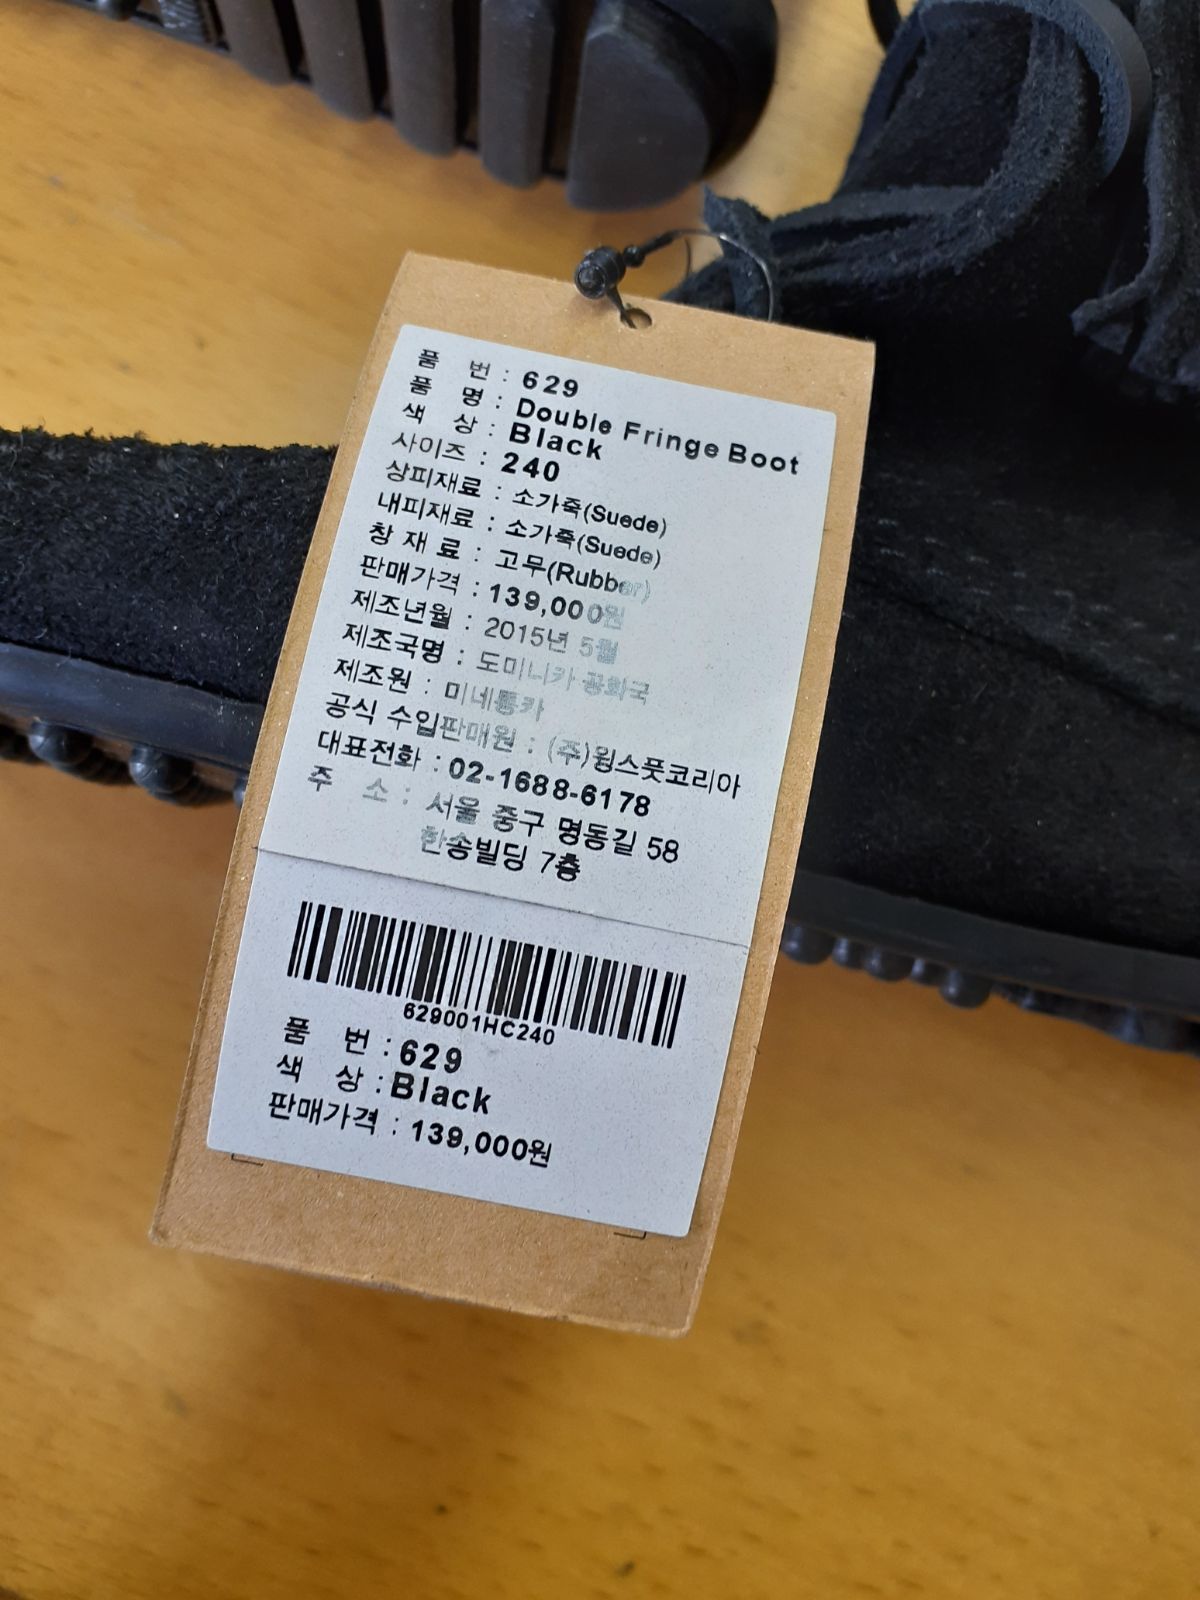 품 번 : 629
품 명 : Double Fringe Boot
색 상 : Black
사이즈 : 240
상피재료 : 소가죽(Suede)
내피재료 : 소가죽(Suede)
창 재 료 : 고무(Rubber)
판매가격 : 139,000원
제조년월 : 2015년 5월
제조국명 : 도미니카 공화국
제조원 : 미네통카
공식 수입판매원 : (주)윙스풋코리아
대표전화 : 02-1688-6178
주 소 : 서울 중구 명동길 58
한송빌딩 7층
629001HC240
품 번 : 629
색 상 : Black
판매가격 : 139,000원